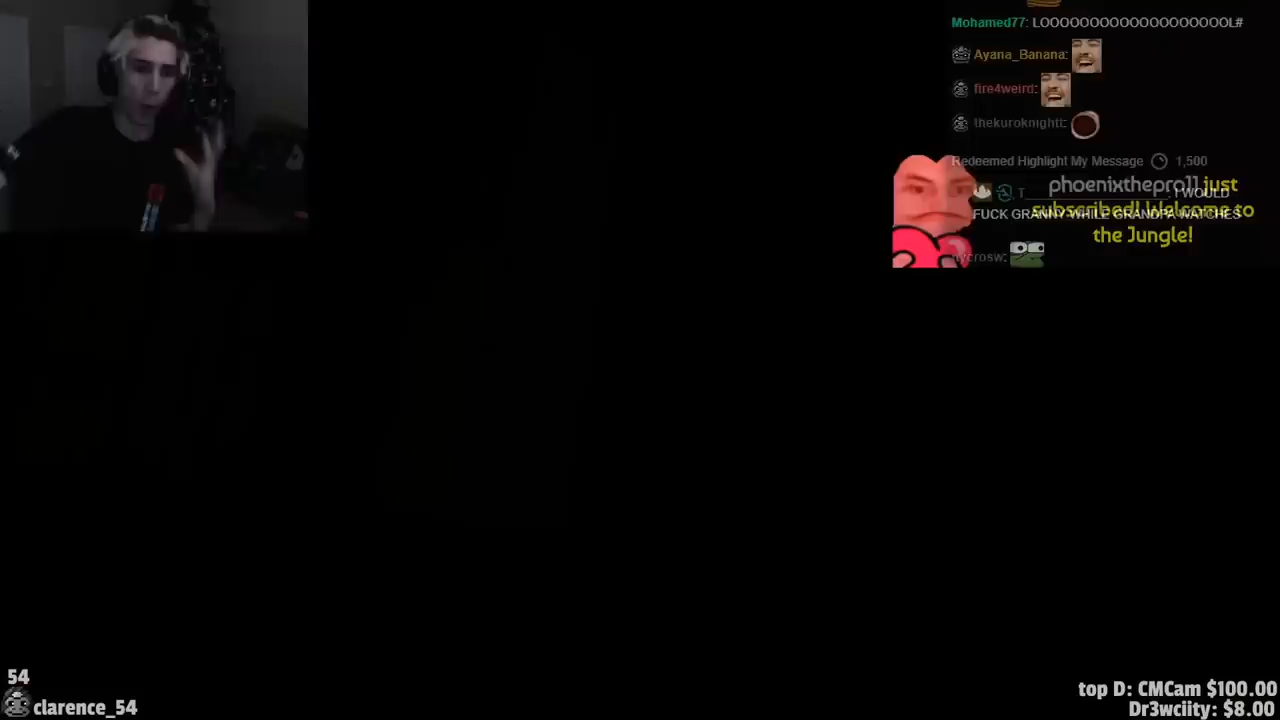 Mohamed77: LOOOOOOOOOOOOOOOOOOOL#
Ayana_Banana:
fire4weird:
thekuroknightt:
Redeemed Highlight My Message 1,500
: I WOULD
FUCK GRANNY WHILE GRANDPA WATCHES
phoenixthepro11 just
subscribed! Welcome to
the Jungle!
54
clarence_54
top D: CMCam $100.00
Dr3wciity: $8.00